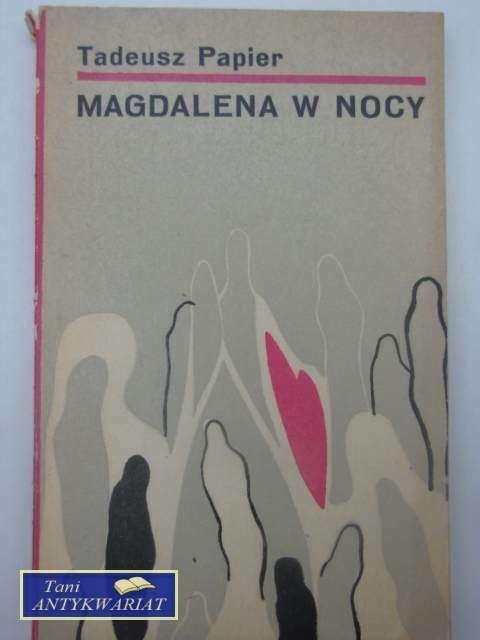 Tadeusz Papier
MAGDALENA W NOCY
Tani
ANTYKWARIAT